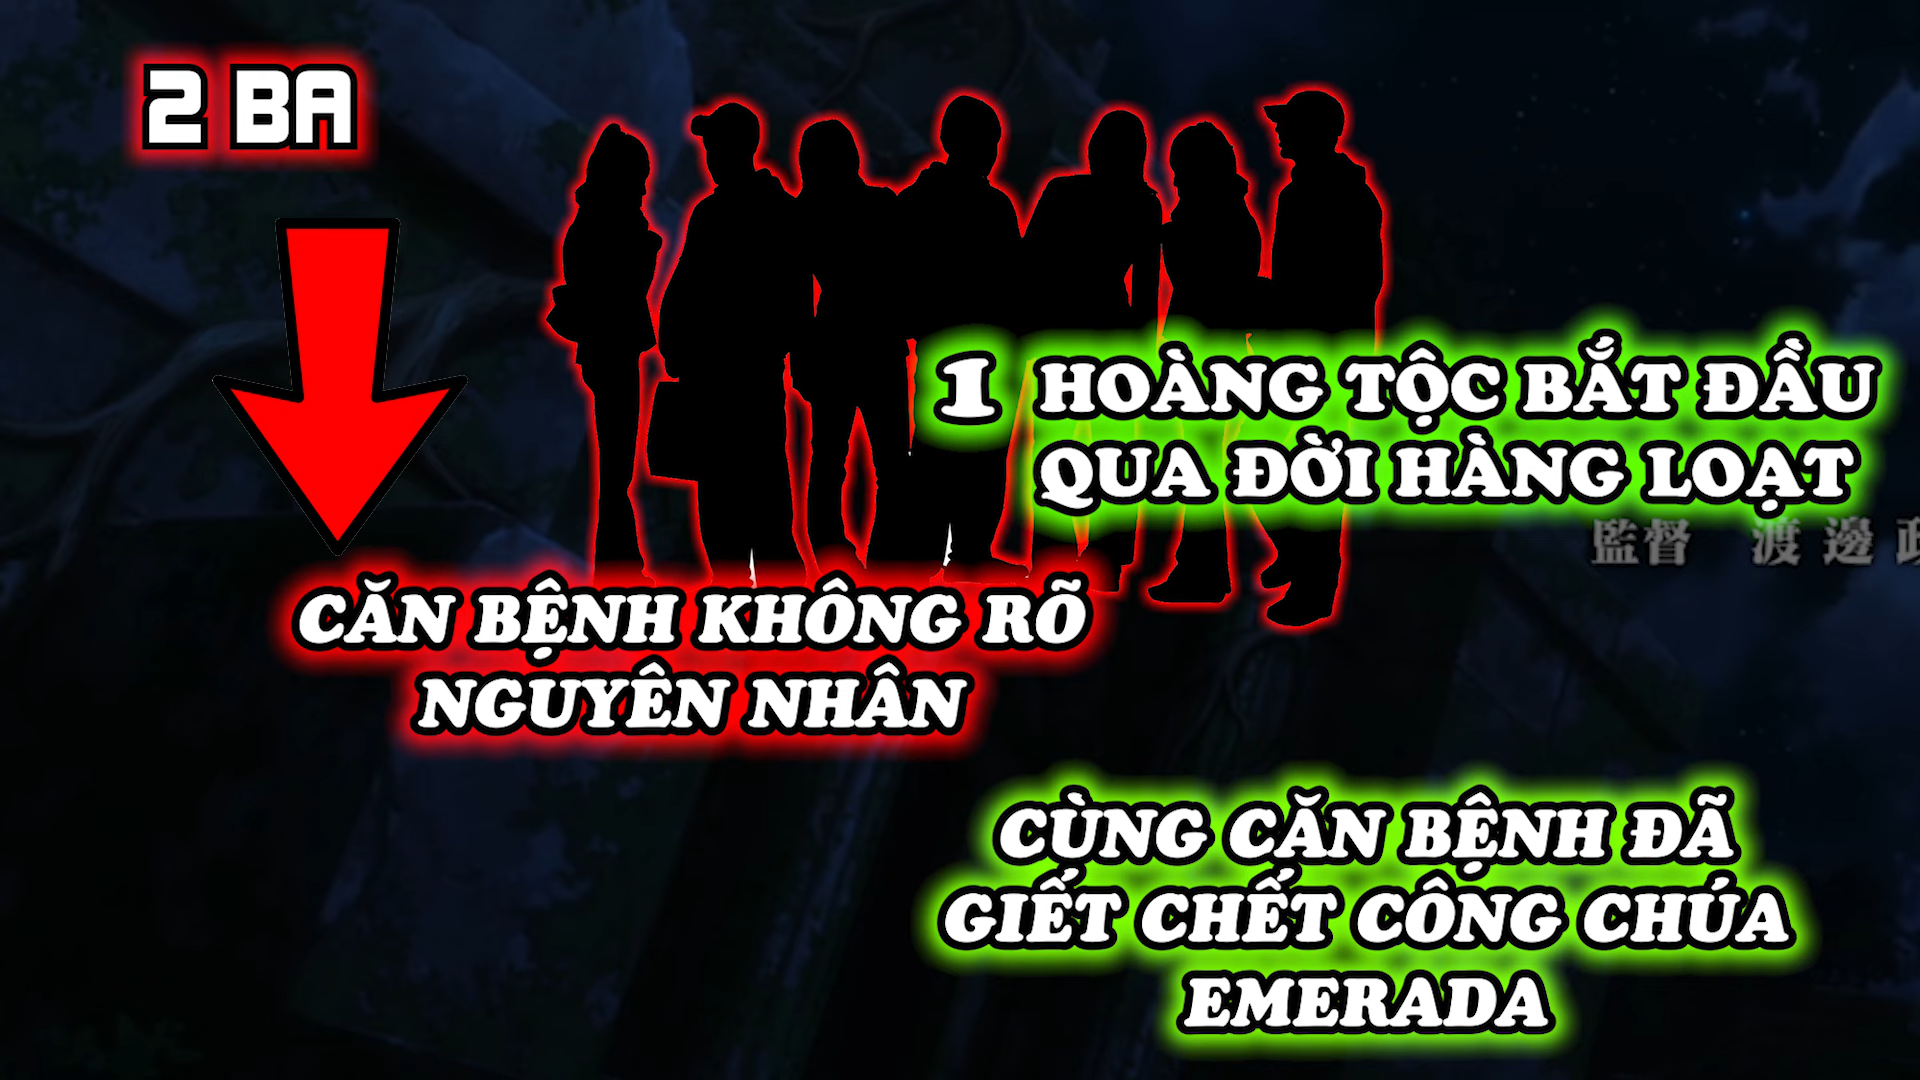 2 BA
1 HOÀNG TỘC BẮT ĐẦU
QUA ĐỜI HÀNG LOẠT
監督 渡邊政
CĂN BỆNH KHÔNG RÕ
NGUYÊN NHÂN
CÙNG CĂN BỆNH ĐÃ
GIẾT CHẾT CÔNG CHÚA
EMERADA